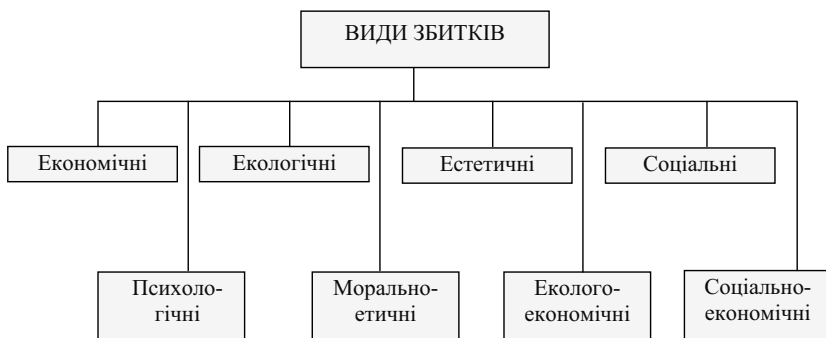 ВИДИ ЗБИТКІВ
Економічні
Екологічні
Естетичні
Соціальні
Психоло-
гічні
Морально-
етичні
Еколого-
економічні
Соціально-
економічні